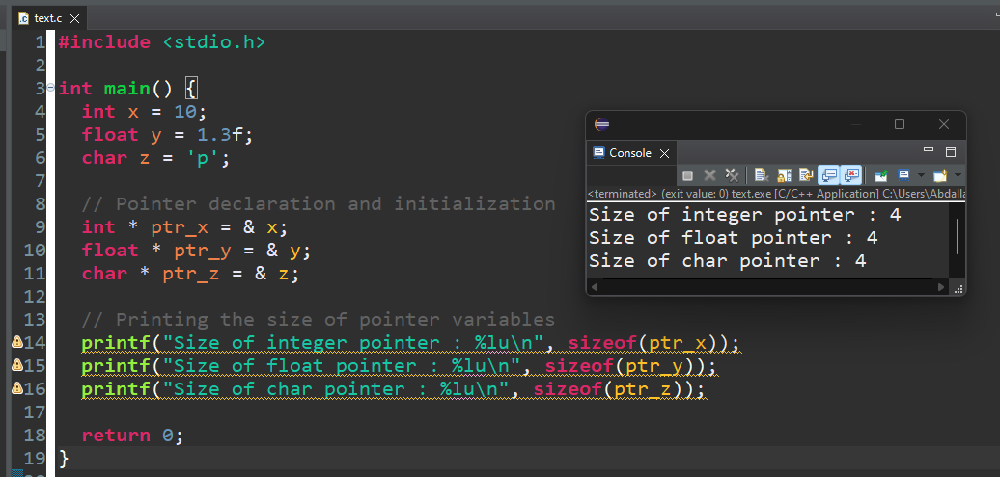 text.c
1 #include <stdio.h>
2
3 int main() {
4 int x = 10;
5 float y = 1.3f;
6 char z = 'p';
7
8 // Pointer declaration and initialization
9 int * ptr_x = & x;
10 float * ptr_y = & y;
11 char * ptr_z = & z;
12
13 // Printing the size of pointer variables
14 printf("Size of integer pointer : %lu\n", sizeof(ptr_x));
15 printf("Size of float pointer : %lu\n", sizeof(ptr_y));
16 printf("Size of char pointer : %lu\n", sizeof(ptr_z));
17
18 return 0;
19 }
Console
<terminated> (exit value: 0) text.exe [C/C++ Application] C:\Users\Abdalla
Size of integer pointer : 4
Size of float pointer : 4
Size of char pointer : 4